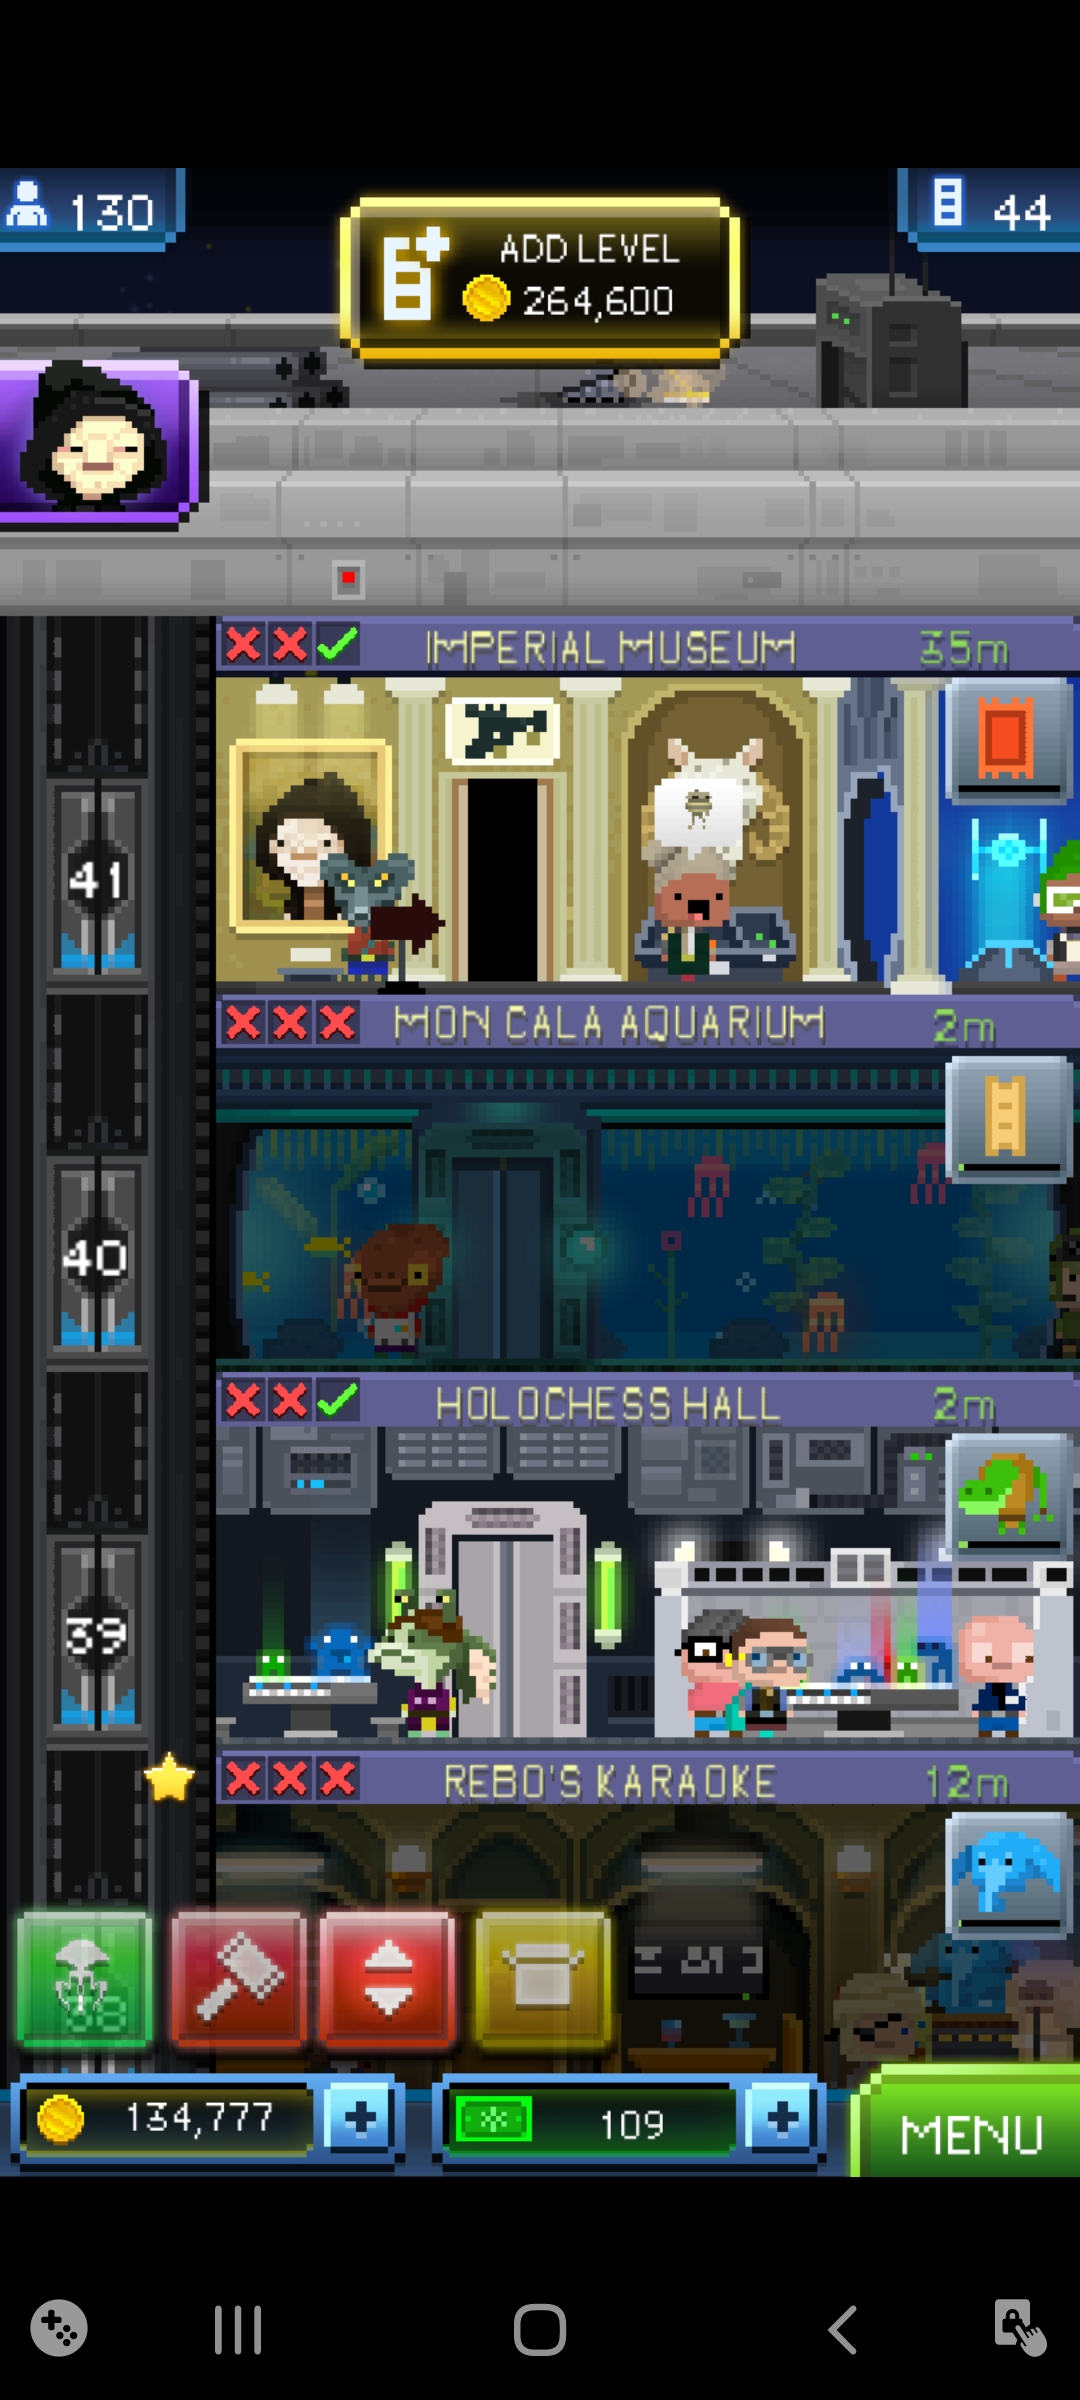 130
ADD LEVEL
264,600
44
IMPERIAL MUSEUM 35m
41
MON CALA AQUARIUM 2m
40
HOLOCHESS HALL 2m
39
REBO'S KARAOKE 12m
134,777
109
MENU